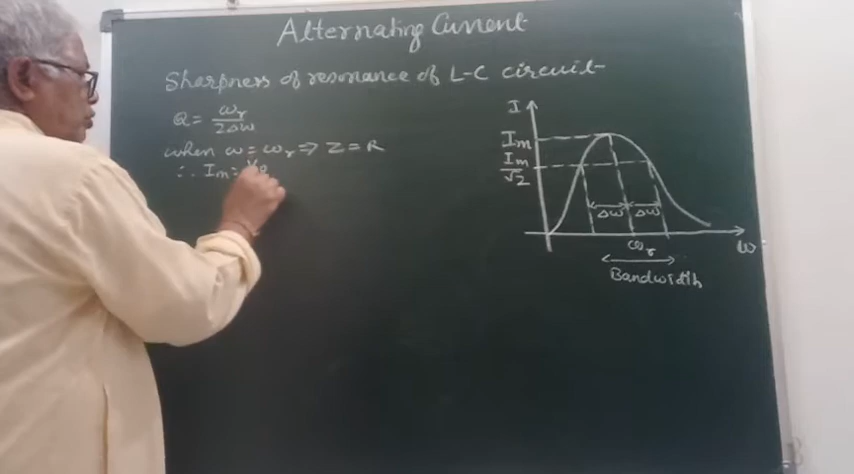 Alternating Current
Sharpness of resonance of L-C circuit
Q = ωr/2Δω
when ω = ωr ⇒ Z = R
∴ Im =
I
Im
Im/√2
Δω Δω
ωr
ω
Bandwidth